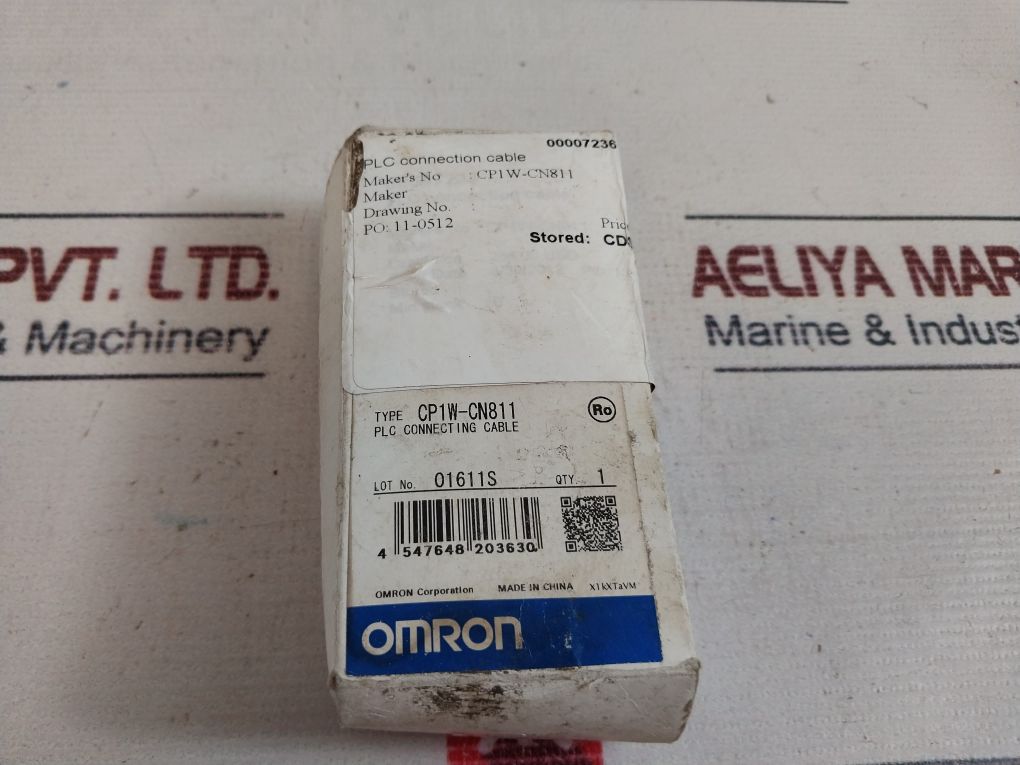 00007236
PLC connection cable
Maker's No : CP1W-CN811
Maker :
Drawing No. :
PO: 11-0512
Stored:
PVT. LTD.
& Machinery
AELIYA
Marine &
TYPE CP1W-CN811
Ro
PLC CONNECTING CABLE
LOT No. 01611S QTY. 1
4 547648 203630
OMRON Corporation MADE IN CHINA X1kXTaVM
OMRON